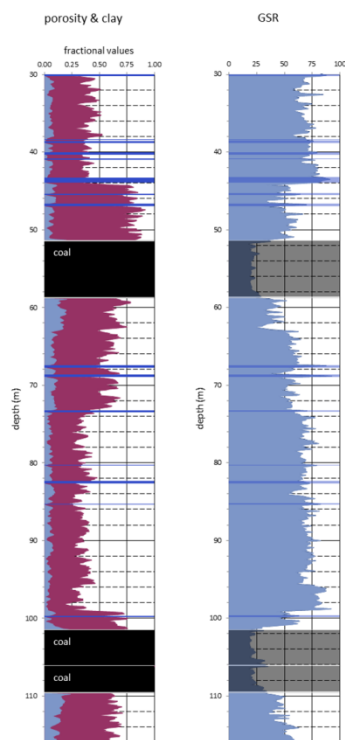 porosity & clay
GSR
fractional values
0.00 0.25 0.50 0.75 1.00
0 25 50 75 100
30
30
40
40
50
50
coal
60
60
70
70
depth (m)
depth (m)
80
80
90
90
100
100
coal
coal
110
110